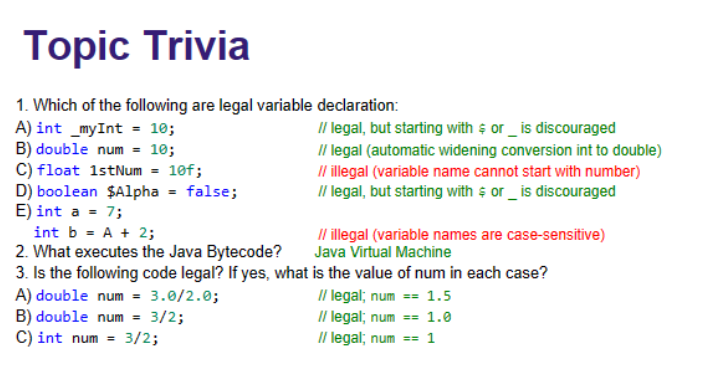 Topic Trivia
1. Which of the following are legal variable declaration:
A) int _myInt = 10; // legal, but starting with $ or _ is discouraged
B) double num = 10; // legal (automatic widening conversion int to double)
C) float 1stNum = 10f; // illegal (variable name cannot start with number)
D) boolean $Alpha = false; // legal, but starting with $ or _ is discouraged
E) int a = 7;
int b = A + 2; // illegal (variable names are case-sensitive)
2. What executes the Java Bytecode? Java Virtual Machine
3. Is the following code legal? If yes, what is the value of num in each case?
A) double num = 3.0/2.0; // legal; num == 1.5
B) double num = 3/2; // legal; num == 1.0
C) int num = 3/2; // legal; num == 1